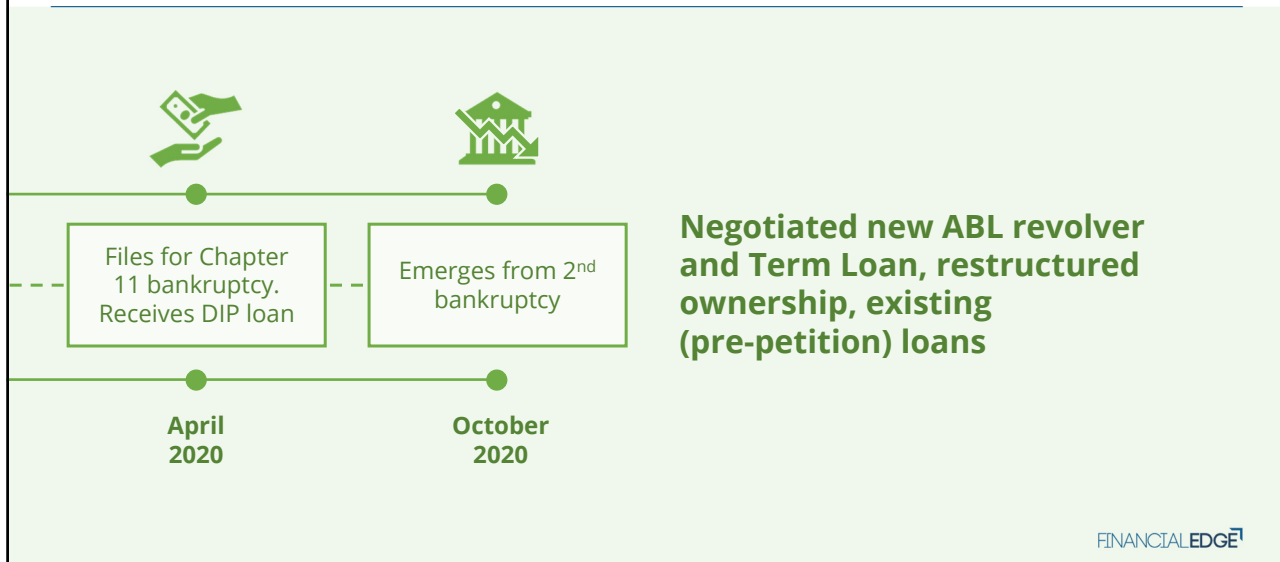 Files for Chapter
11 bankruptcy.
Receives DIP loan
Emerges from 2nd
bankruptcy
Negotiated new ABL revolver
and Term Loan, restructured
ownership, existing
(pre-petition) loans
April
2020
October
2020
FINANCIALEDGE